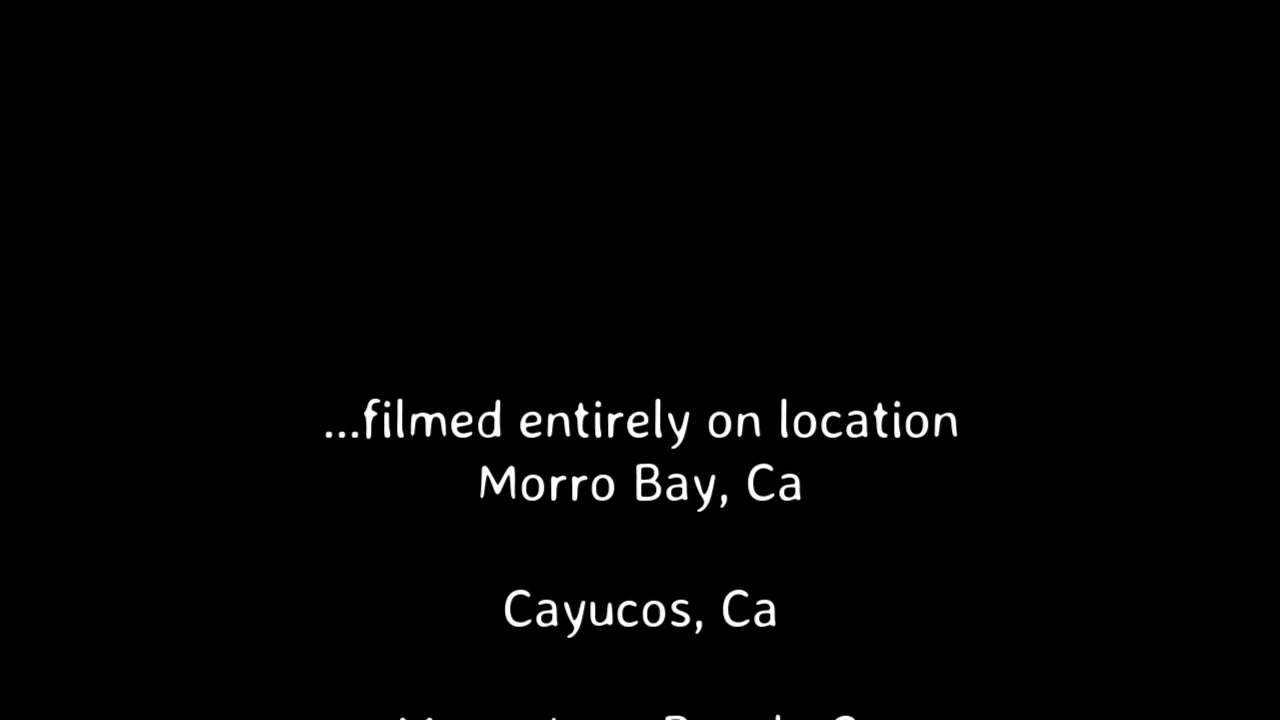 ...filmed entirely on location
Morro Bay, Ca
Cayucos, Ca